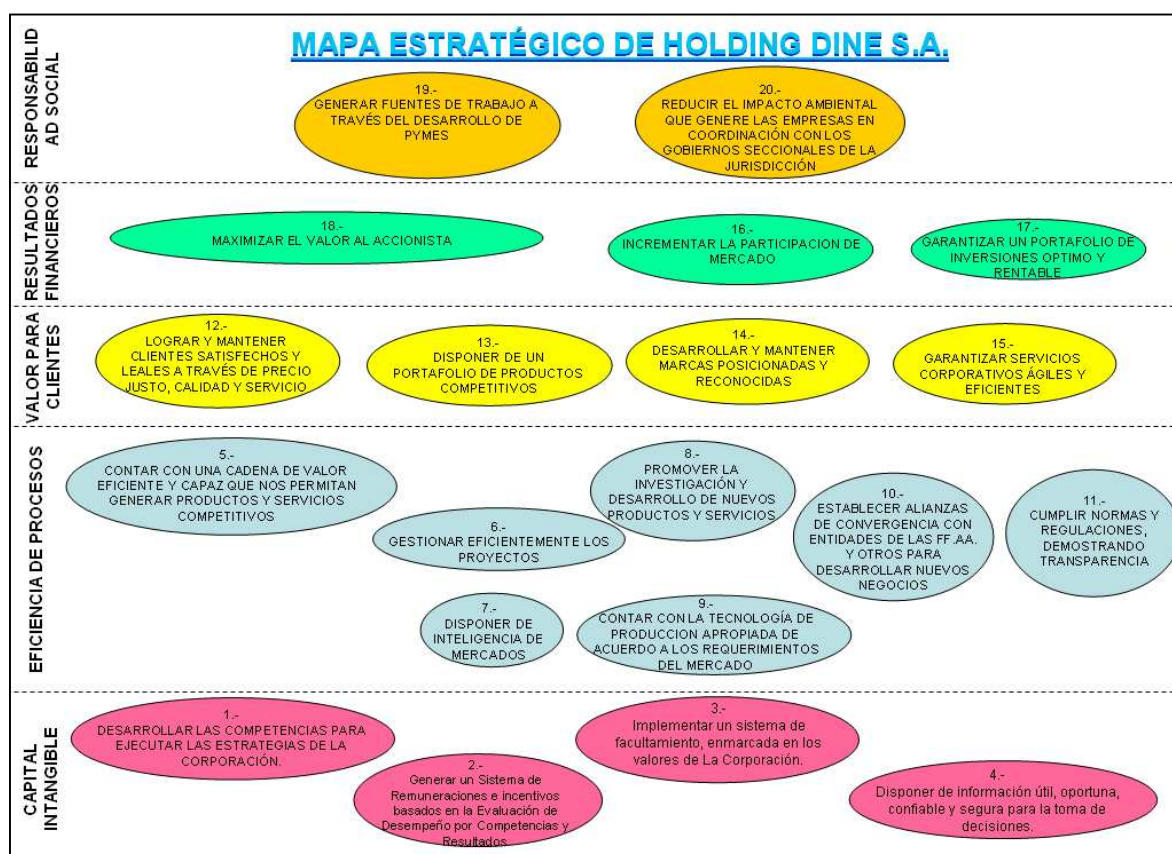 MAPA ESTRATÉGICO DE HOLDING DINE S.A.
RESPONSABILID
AD SOCIAL
19.-
GENERAR FUENTES DE TRABAJO A
TRAVÉS DEL DESARROLLO DE
PYMES
20.-
REDUCIR EL IMPACTO AMBIENTAL
QUE GENERE LAS EMPRESAS EN
COORDINACIÓN CON LOS
GOBIERNOS SECCIONALES DE LA
JURISDICCIÓN
RESULTADOS
FINANCIEROS
18.-
MAXIMIZAR EL VALOR AL ACCIONISTA
16.-
INCREMENTAR LA PARTICIPACION DE
MERCADO
17.-
GARANTIZAR UN PORTAFOLIO DE
INVERSIONES OPTIMO Y
RENTABLE
VALOR PARA
CLIENTES
12.-
LOGRAR Y MANTENER
CLIENTES SATISFECHOS Y
LEALES A TRAVÉS DE PRECIO
JUSTO, CALIDAD Y SERVICIO
13.-
DISPONER DE UN
PORTAFOLIO DE PRODUCTOS
COMPETITIVOS
14.-
DESARROLLAR Y MANTENER
MARCAS POSICIONADAS Y
RECONOCIDAS
15.-
GARANTIZAR SERVICIOS
CORPORATIVOS ÁGILES Y
EFICIENTES
EFICIENCIA DE PROCESOS
5.-
CONTAR CON UNA CADENA DE VALOR
EFICIENTE Y CAPAZ QUE NOS PERMITAN
GENERAR PRODUCTOS Y SERVICIOS
COMPETITIVOS
6.-
GESTIONAR EFICIENTEMENTE LOS
PROYECTOS
7.-
DISPONER DE
INTELIGENCIA DE
MERCADOS
8.-
PROMOVER LA
INVESTIGACIÓN Y
DESARROLLO DE NUEVOS
PRODUCTOS Y SERVICIOS
9.-
CONTAR CON LA TECNOLOGÍA DE
PRODUCCION APROPIADA DE
ACUERDO A LOS REQUERIMIENTOS
DEL MERCADO
10.-
ESTABLECER ALIANZAS
DE CONVERGENCIA CON
ENTIDADES DE LAS FF.AA.
Y OTROS PARA
DESARROLLAR NUEVOS
NEGOCIOS
11.-
CUMPLIR NORMAS Y
REGULACIONES,
DEMOSTRANDO
TRANSPARENCIA
CAPITAL
INTANGIBLE
1.-
DESARROLLAR LAS COMPETENCIAS PARA
EJECUTAR LAS ESTRATEGIAS DE LA
CORPORACIÓN.
2.-
Generar un Sistema de
Remuneraciones e incentivos
basados en la Evaluación de
Desempeño por Competencias y
Resultados
3.-
Implementar un sistema de
facultamiento, enmarcada en los
valores de La Corporación.
4.-
Disponer de información útil, oportuna,
confiable y segura para la toma de
decisiones.